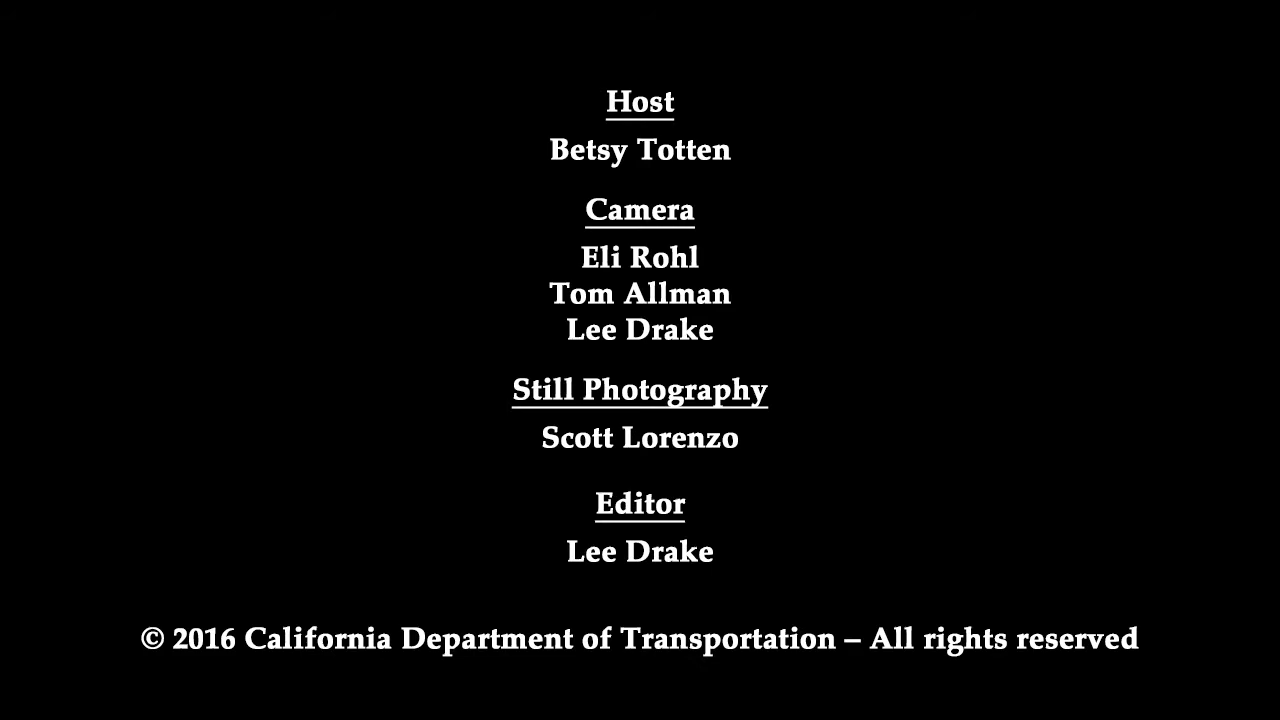 Host
Betsy Totten
Camera
Eli Rohl
Tom Allman
Lee Drake
Still Photography
Scott Lorenzo
Editor
Lee Drake
© 2016 California Department of Transportation – All rights reserved